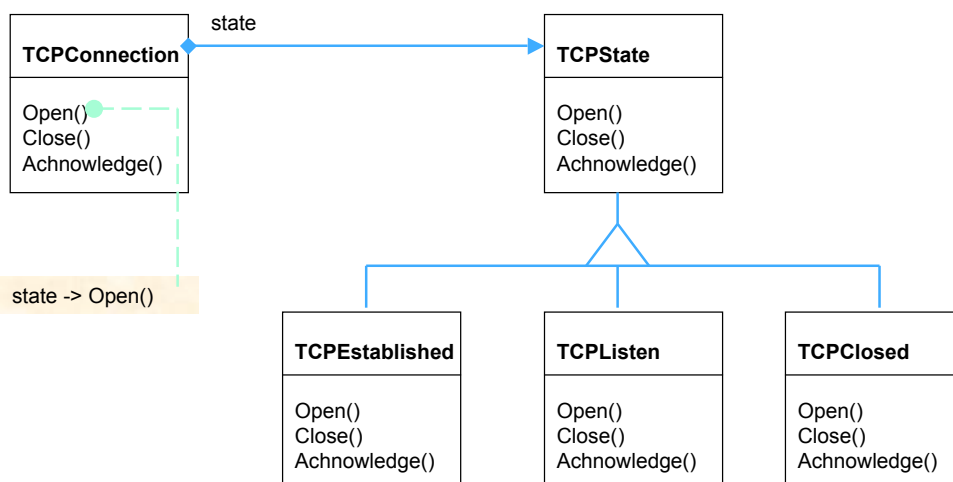 state
TCPConnection
Open()
Close()
Achnowledge()
TCPState
Open()
Close()
Achnowledge()
state -> Open()
TCPEstablished
Open()
Close()
Achnowledge()
TCPListen
Open()
Close()
Achnowledge()
TCPClosed
Open()
Close()
Achnowledge()